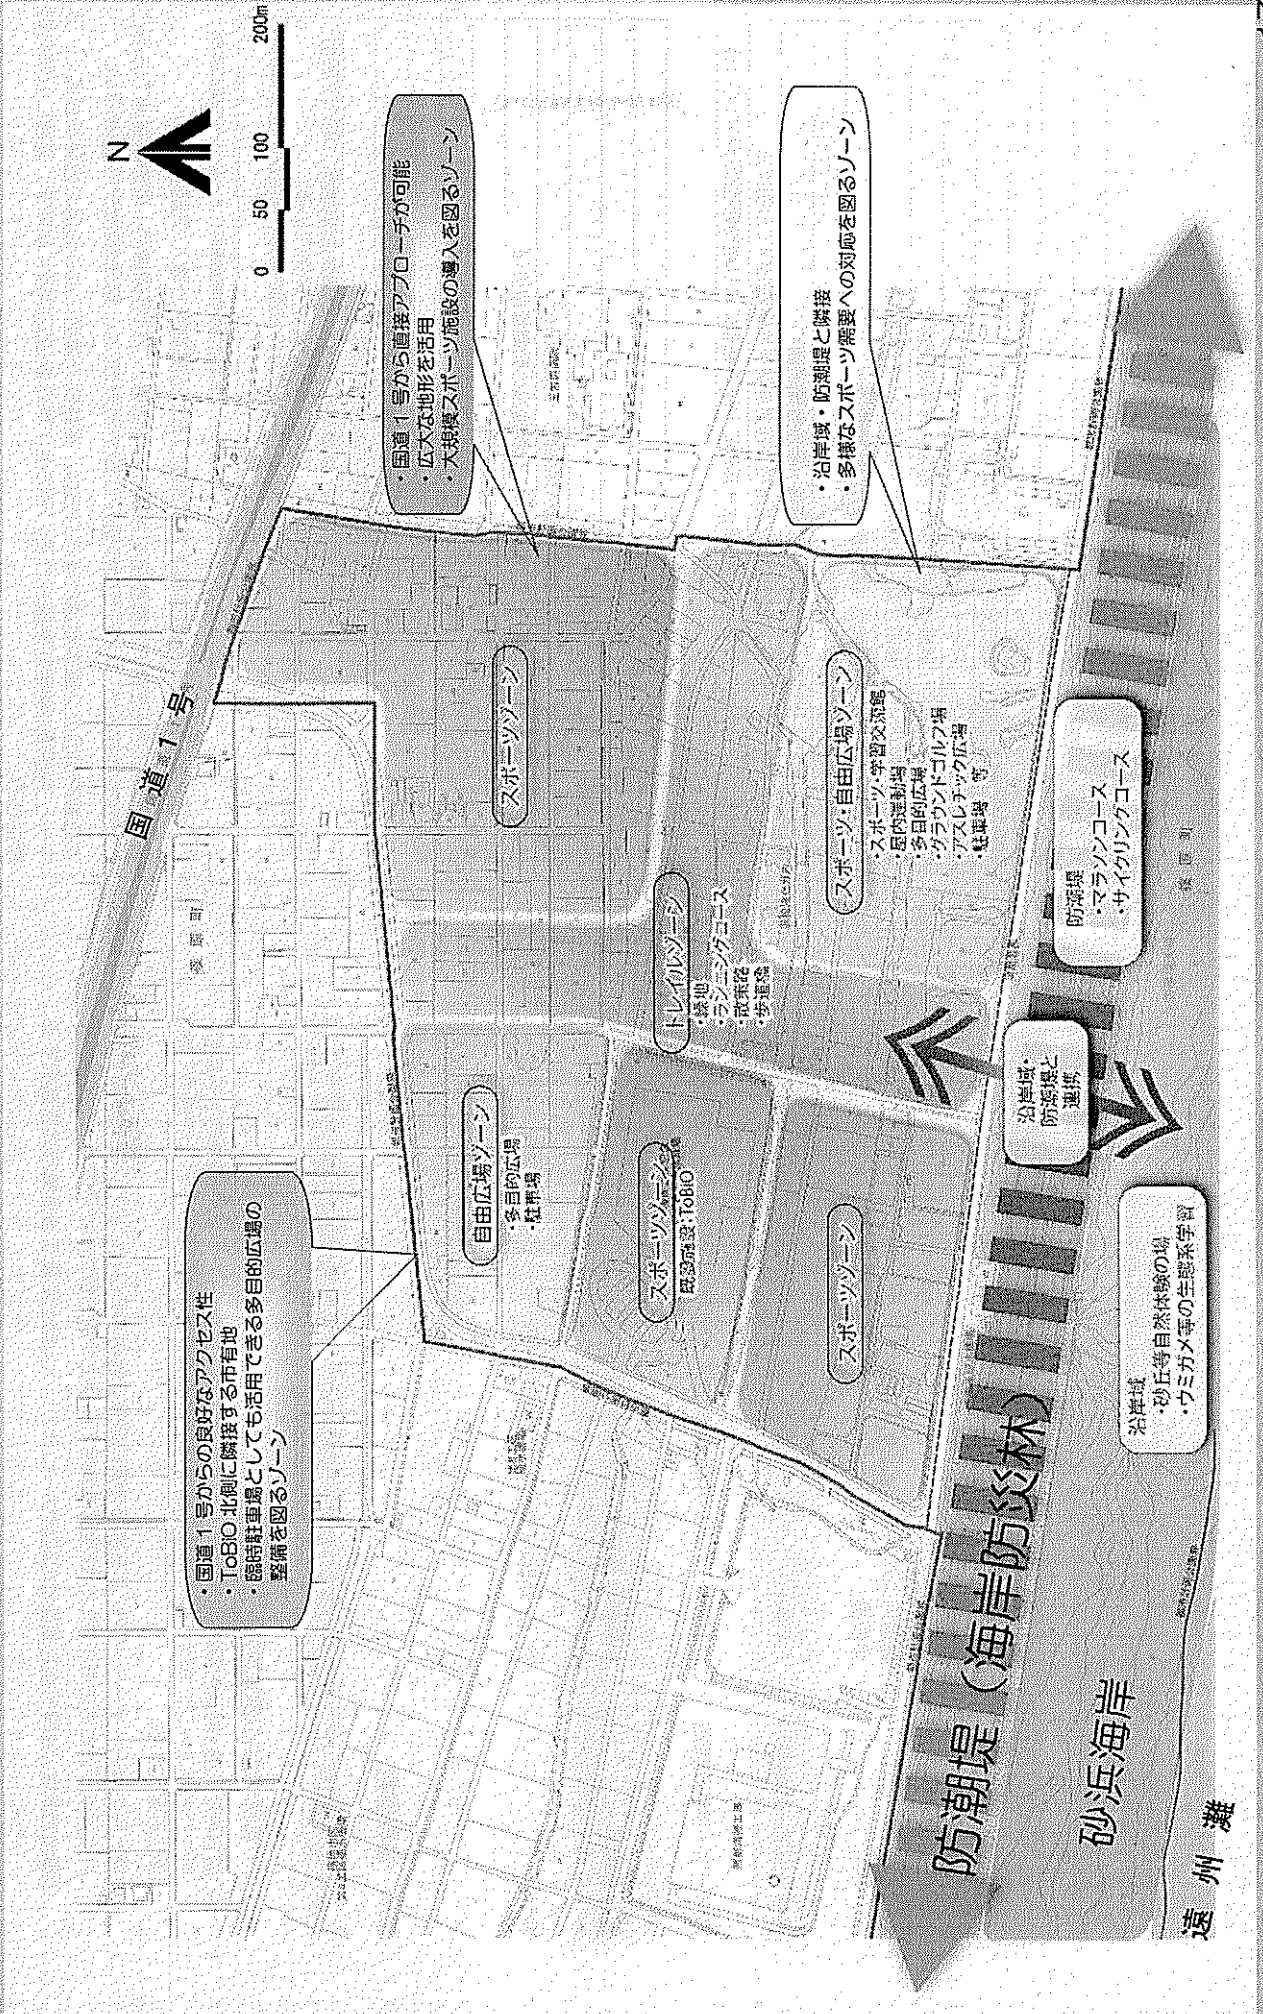 N
0 50 100 200m
国道1号
・国道1号からの良好なアクセス性
・ToBiO北側に隣接する市有地
・臨時駐車場としても活用できる多目的広場の
整備を図るゾーン
・国道1号から直接アプローチが可能
・広大な地形を活用
・大規模スポーツ施設の導入を図るゾーン
・沿岸域・防潮堤と隣接
・多様なスポーツ需要への対応を図るゾーン
自由広場ゾーン
・多目的広場
・駐車場
スポーツゾーン
スポーツゾーン
既設施設:ToBiO
トレイルゾーン
・緑地
・ランニングコース
・散策路
・歩道橋
スポーツゾーン
スポーツ・自由広場ゾーン
・スポーツ・学習交流館
・屋内運動場
・多目的広場
・グラウンドゴルフ場
・アスレチック広場
・駐車場 等
沿岸域・
防潮堤と
連携
防潮堤
・マラソンコース
・サイクリングコース
沿岸域
・砂丘等自然体験の場
・ウミガメ等の生態系学習
防潮堤（海岸防災林）
砂浜海岸
遠州灘